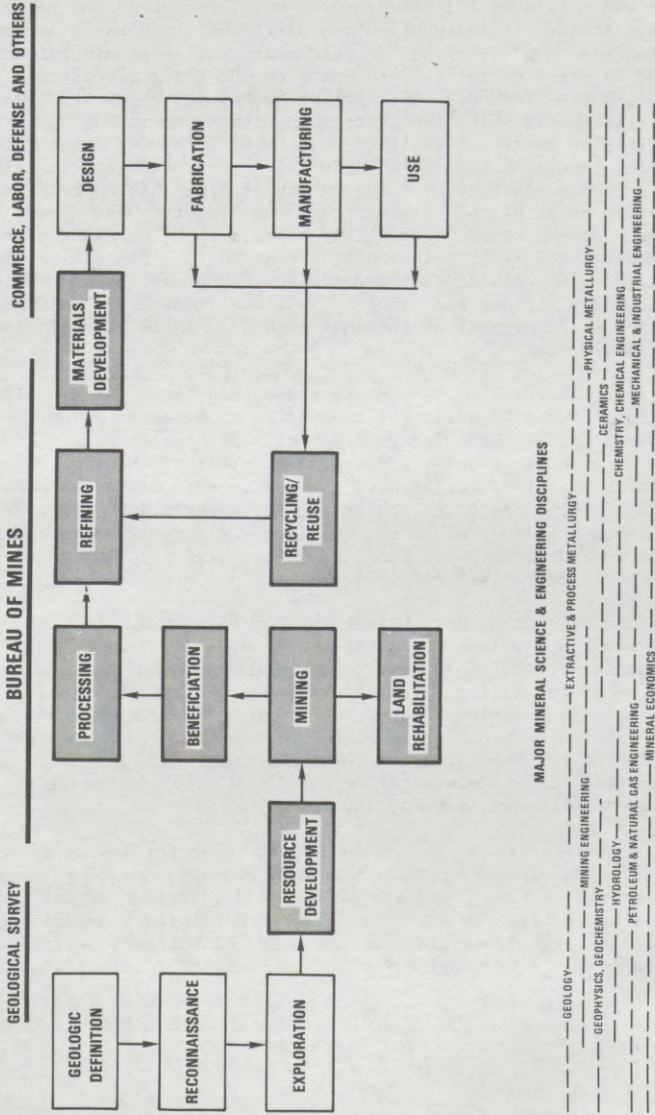 GEOLOGICAL SURVEY
BUREAU OF MINES
COMMERCE, LABOR, DEFENSE AND OTHERS
GEOLOGIC
DEFINITION
RECONNAISSANCE
EXPLORATION
RESOURCE
DEVELOPMENT
PROCESSING
BENEFICIATION
MINING
LAND
REHABILITATION
REFINING
RECYCLING/
REUSE
MATERIALS
DEVELOPMENT
DESIGN
FABRICATION
MANUFACTURING
USE
MAJOR MINERAL SCIENCE & ENGINEERING DISCIPLINES
GEOLOGY
EXTRACTIVE & PROCESS METALLURGY
MINING ENGINEERING
PHYSICAL METALLURGY
GEOPHYSICS, GEOCHEMISTRY
CERAMICS
HYDROLOGY
CHEMISTRY, CHEMICAL ENGINEERING
PETROLEUM & NATURAL GAS ENGINEERING
MECHANICAL & INDUSTRIAL ENGINEERING
MINERAL ECONOMICS